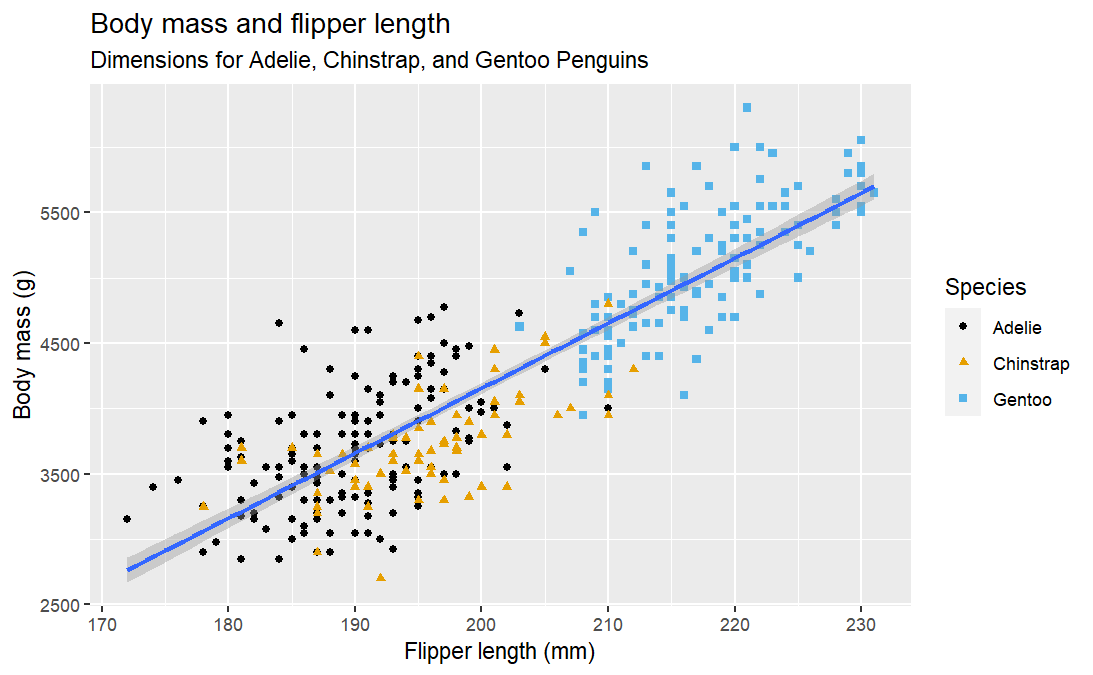 Body mass and flipper length
Dimensions for Adelie, Chinstrap, and Gentoo Penguins
5500
4500
3500
2500
Body mass (g)
170 180 190 200 210 220 230
Flipper length (mm)
Species
Adelie
Chinstrap
Gentoo